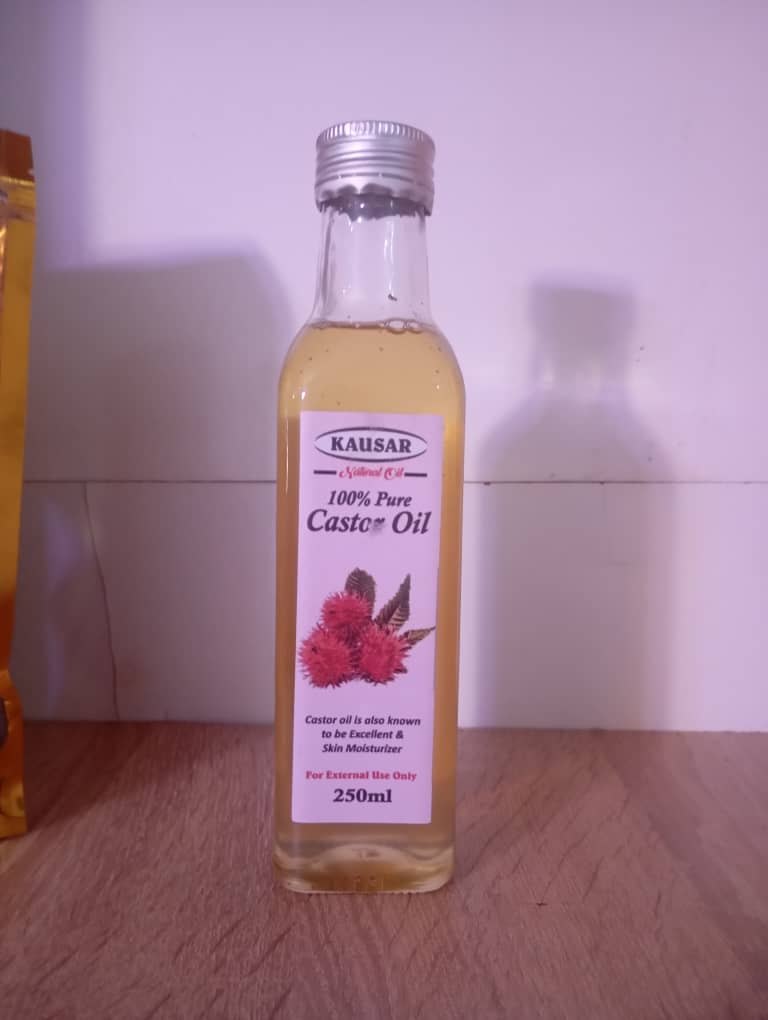 KAUSAR
Natural Oil
100% Pure
Castor Oil
Castor oil is also known
to be Excellent &
Skin Moisturizer
For External Use Only
250ml